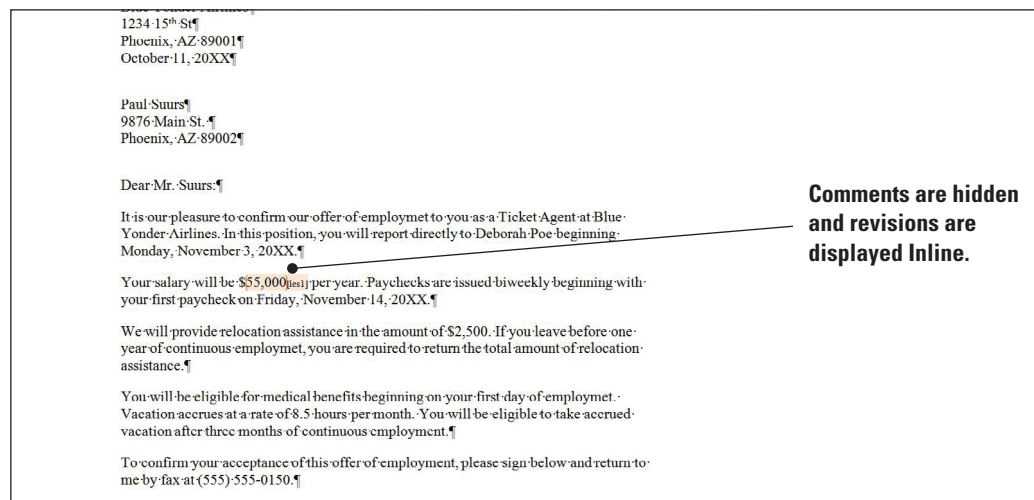 Blue·Yonder·Airlines¶
1234·15th·St¶
Phoenix,·AZ·89001¶
October·11,·20XX¶
Paul·Suurs¶
9876·Main·St.·¶
Phoenix,·AZ·89002¶
Dear·Mr.·Suurs:¶
It·is·our·pleasure·to·confirm·our·offer·of·employmet·to·you·as·a·Ticket·Agent·at·Blue·
Yonder·Airlines.·In·this·position,·you·will·report·directly·to·Deborah·Poe·beginning·
Monday,·November·3,·20XX.¶
Your·salary·will·be·$[55,000][les1]·per·year.·Paychecks·are·issued·biweekly·beginning·with·
your·first·paycheck·on·Friday,·November·14,·20XX.¶
We·will·provide·relocation·assistance·in·the·amount·of·$2,500.·If·you·leave·before·one·
year·of·continuous·employmet,·you·are·required·to·return·the·total·amount·of·relocation·
assistance.¶
You·will·be·eligible·for·medical·benefits·beginning·on·your·first·day·of·employmet.·
Vacation·accrues·at·a·rate·of·8.5·hours·per·month.·You·will·be·eligible·to·take·accrued·
vacation·after·three·months·of·continuous·employment.¶
To·confirm·your·acceptance·of·this·offer·of·employment,·please·sign·below·and·return·to·
me·by·fax·at·(555)·555-0150.¶
Comments are hidden
and revisions are
displayed Inline.